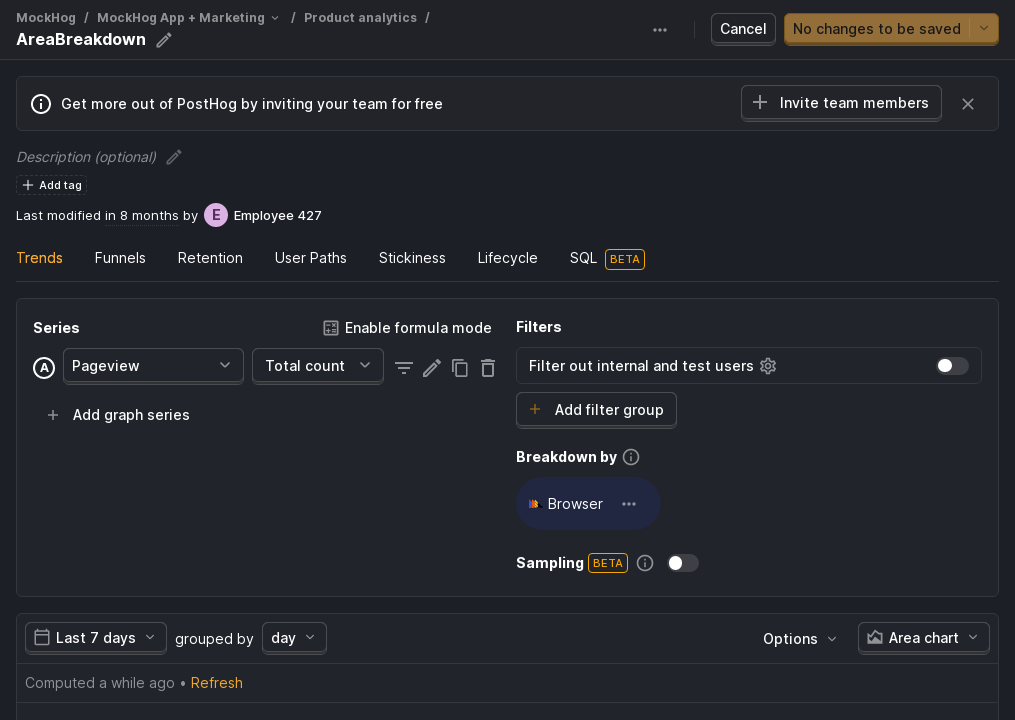 MockHog / MockHog App + Marketing / Product analytics /
AreaBreakdown
Cancel
No changes to be saved
Get more out of PostHog by inviting your team for free
Invite team members
Description (optional)
Add tag
Last modified in 8 months by E Employee 427
Trends Funnels Retention User Paths Stickiness Lifecycle SQL BETA
Series
Enable formula mode
A Pageview Total count
Add graph series
Filters
Filter out internal and test users
Add filter group
Breakdown by
Browser
Sampling BETA
Last 7 days grouped by day Options Area chart
Computed a while ago • Refresh